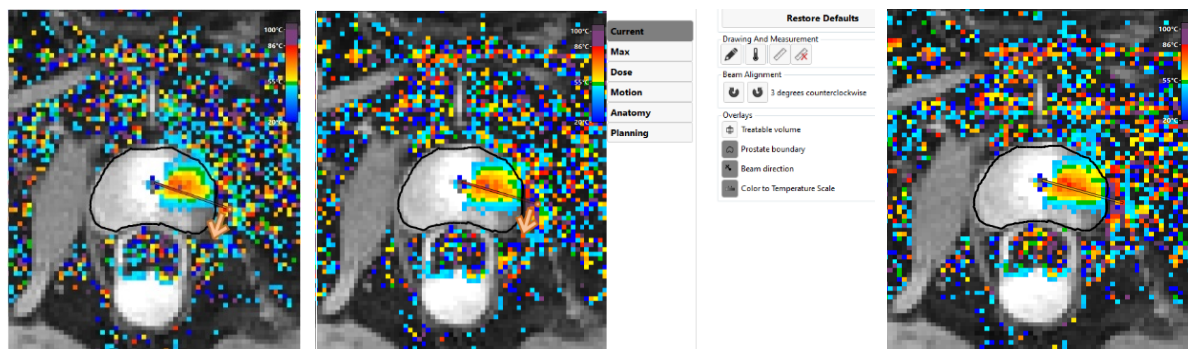 100°C
86°C
55°C
20°C
100°C
86°C
55°C
20°C
Current
Max
Dose
Motion
Anatomy
Planning
Restore Defaults
Drawing And Measurement
Beam Alignment
3 degrees counterclockwise
Overlays
Treatable volume
Prostate boundary
Beam direction
Color to Temperature Scale
100°C
86°C
55°C
20°C